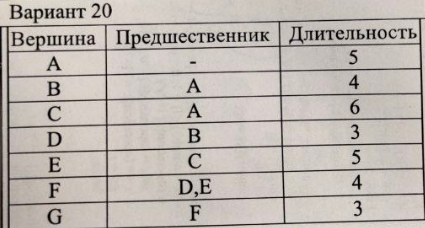 Вариант 20
Вершина Предшественник Длительность
A - 5
B A 4
C A 6
D B 3
E C 5
F D,E 4
G F 3